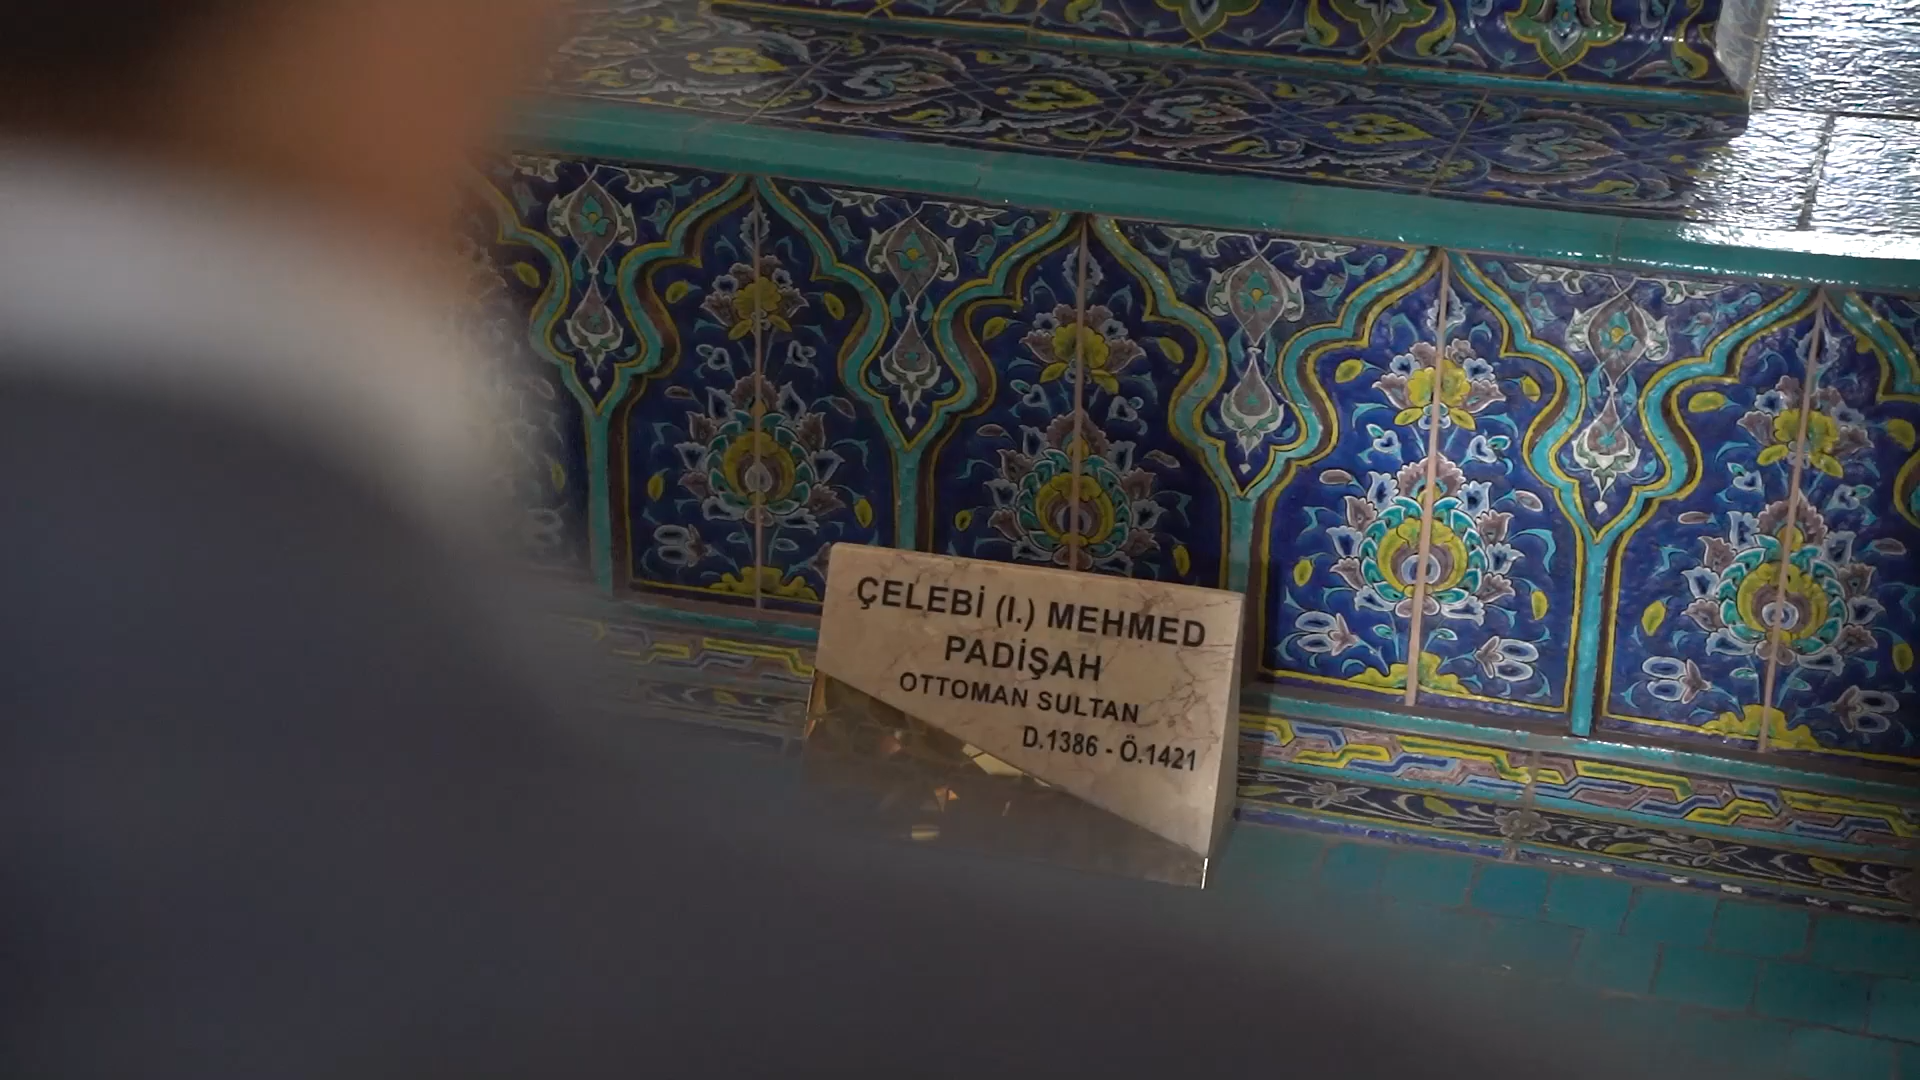 ÇELEBİ (I.) MEHMED
PADİŞAH
OTTOMAN SULTAN
D.1386 - Ö.1421